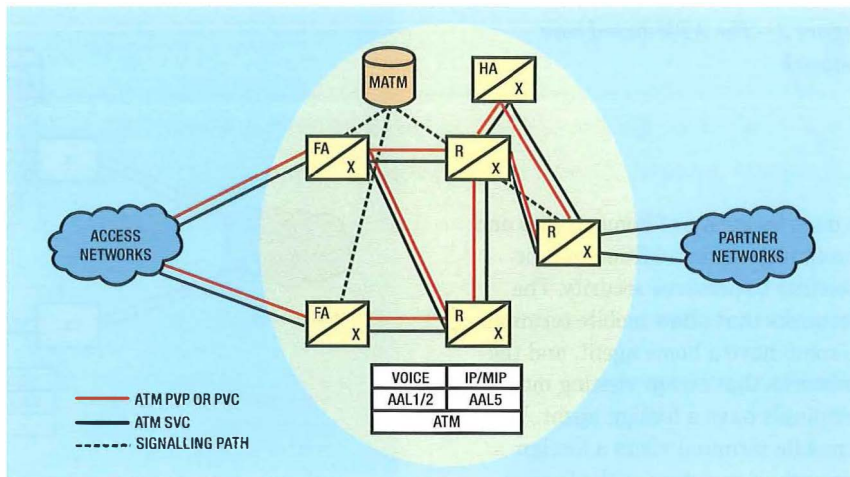 MATM
HA
X
FA
X
R
X
ACCESS
NETWORKS
R
X
PARTNER
NETWORKS
FA
X
R
X
VOICE IP/MIP
AAL1/2 AAL5
ATM
ATM PVP OR PVC
ATM SVC
SIGNALLING PATH